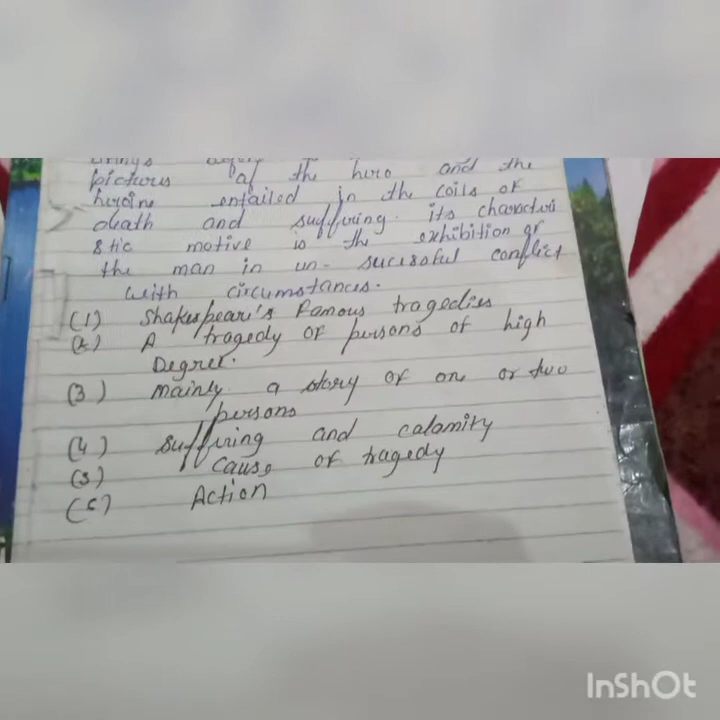 pictures of the hero and the
heroine entailed in the coils of
death and suffering. its characteri
stic motive is the exhibition of
the man in un- sucessful conflict
with circumstances.
(1) Shakespear's Famous tragedies
(2) A tragedy OF persons of high
Degree.
(3) mainly a story OF one or two
persons
(4) suffring and calamity
(5) Cause OF tragedy
(6) Action
InShOt